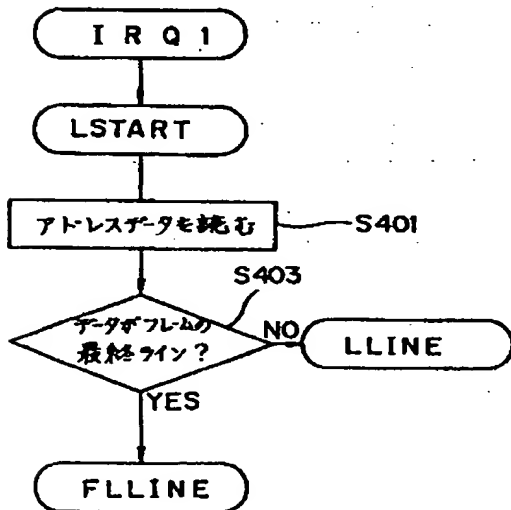 IRQ1
LSTART
アドレスデータを読む
S401
S403
データがフレームの
最終ライン?
NO
LLINE
YES
FLLINE